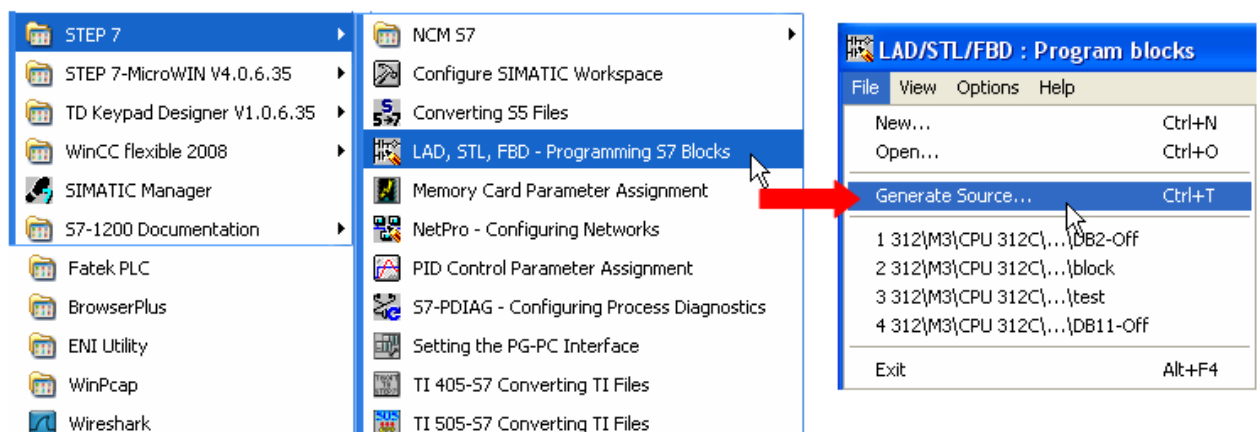 STEP 7
STEP 7-MicroWIN V4.0.6.35
TD Keypad Designer V1.0.6.35
WinCC flexible 2008
SIMATIC Manager
S7-1200 Documentation
Fatek PLC
BrowserPlus
ENI Utility
WinPcap
Wireshark
NCM S7
Configure SIMATIC Workspace
Converting S5 Files
LAD, STL, FBD - Programming S7 Blocks
Memory Card Parameter Assignment
NetPro - Configuring Networks
PID Control Parameter Assignment
S7-PDIAG - Configuring Process Diagnostics
Setting the PG-PC Interface
TI 405-S7 Converting TI Files
TI 505-S7 Converting TI Files
LAD/STL/FBD : Program blocks
File View Options Help
New... Ctrl+N
Open... Ctrl+O
Generate Source... Ctrl+T
1 312\M3\CPU 312C\...\DB2-Off
2 312\M3\CPU 312C\...\block
3 312\M3\CPU 312C\...\test
4 312\M3\CPU 312C\...\DB11-Off
Exit Alt+F4